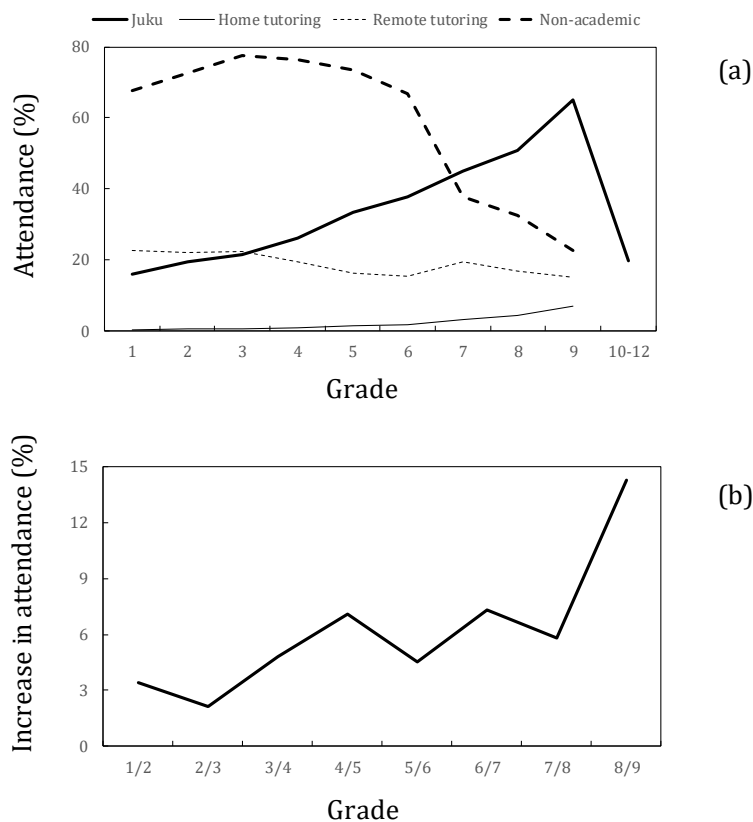 Juku Home tutoring Remote tutoring Non-academic
(a)
Attendance (%)
80
60
40
20
0
1 2 3 4 5 6 7 8 9 10-12
Grade
(b)
Increase in attendance (%)
15
12
9
6
3
0
1/2 2/3 3/4 4/5 5/6 6/7 7/8 8/9
Grade